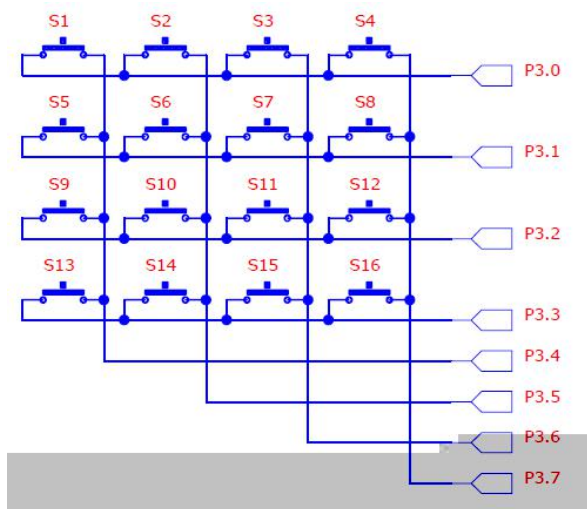 S1 S2 S3 S4
P3.0
S5 S6 S7 S8
P3.1
S9 S10 S11 S12
P3.2
S13 S14 S15 S16
P3.3
P3.4
P3.5
P3.6
P3.7